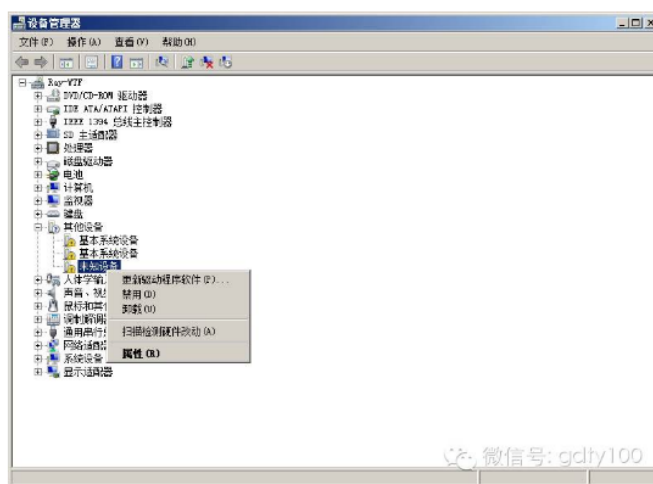 设备管理器
文件(F) 操作(A) 查看(V) 帮助(H)
Ray-VTF
DVD/CD-ROM 驱动器
IDE ATA/ATAPI 控制器
IEEE 1394 总线主控制器
SD 主适配器
处理器
磁盘驱动器
电池
计算机
监视器
键盘
其他设备
基本系统设备
基本系统设备
未知设备
人体学输
更新驱动程序软件(P)...
声音、视
禁用(D)
鼠标和其
卸载(U)
调制解调
通用串行
扫描检测硬件改动(A)
网络适配
系统设备
属性(R)
显示适配器
微信号: gdlty100